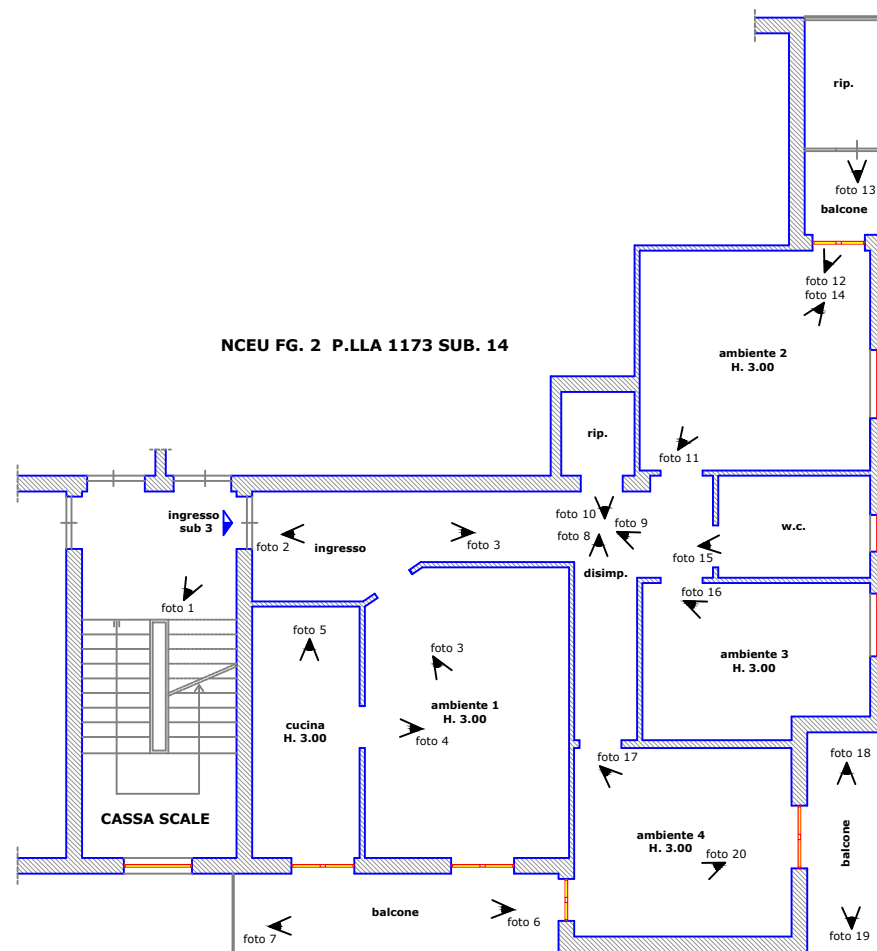 rip.
foto 13
balcone
foto 12
foto 14
NCEU FG. 2 P.LLA 1173 SUB. 14
ambiente 2
H. 3.00
rip.
foto 11
ingresso
sub 3
foto 10
foto 9
w.c.
foto 2
ingresso
foto 3
foto 8
foto 15
disimp.
foto 1
foto 16
foto 5
foto 3
ambiente 3
H. 3.00
ambiente 1
H. 3.00
cucina
H. 3.00
foto 4
foto 17
foto 18
CASSA SCALE
ambiente 4
H. 3.00
foto 20
balcone
balcone
foto 6
foto 7
foto 19